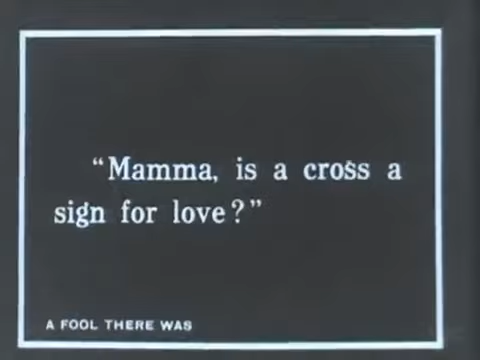 “Mamma, is a cross a
sign for love?”
A FOOL THERE WAS